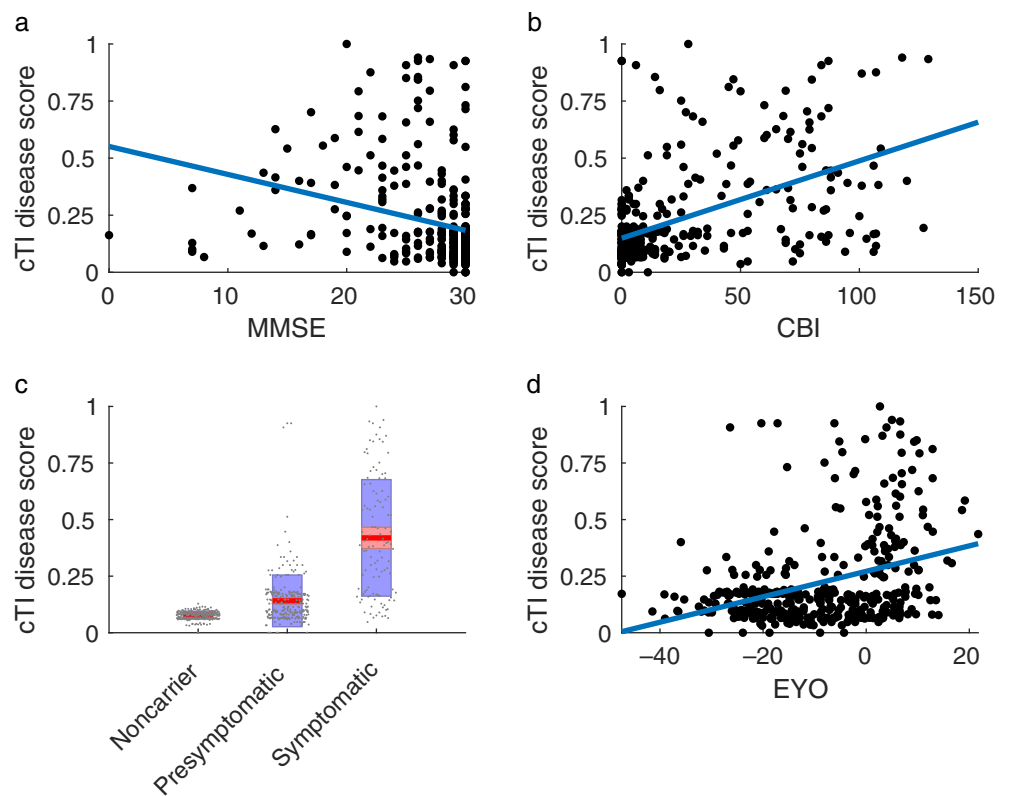 a
cTI disease score
1
0.75
0.5
0.25
0
0 10 20 30
MMSE
b
cTI disease score
1
0.75
0.5
0.25
0
0 50 100 150
CBI
c
cTI disease score
1
0.75
0.5
0.25
0
Noncarrier
Presymptomatic
Symptomatic
d
cTI disease score
1
0.75
0.5
0.25
0
−40 −20 0 20
EYO